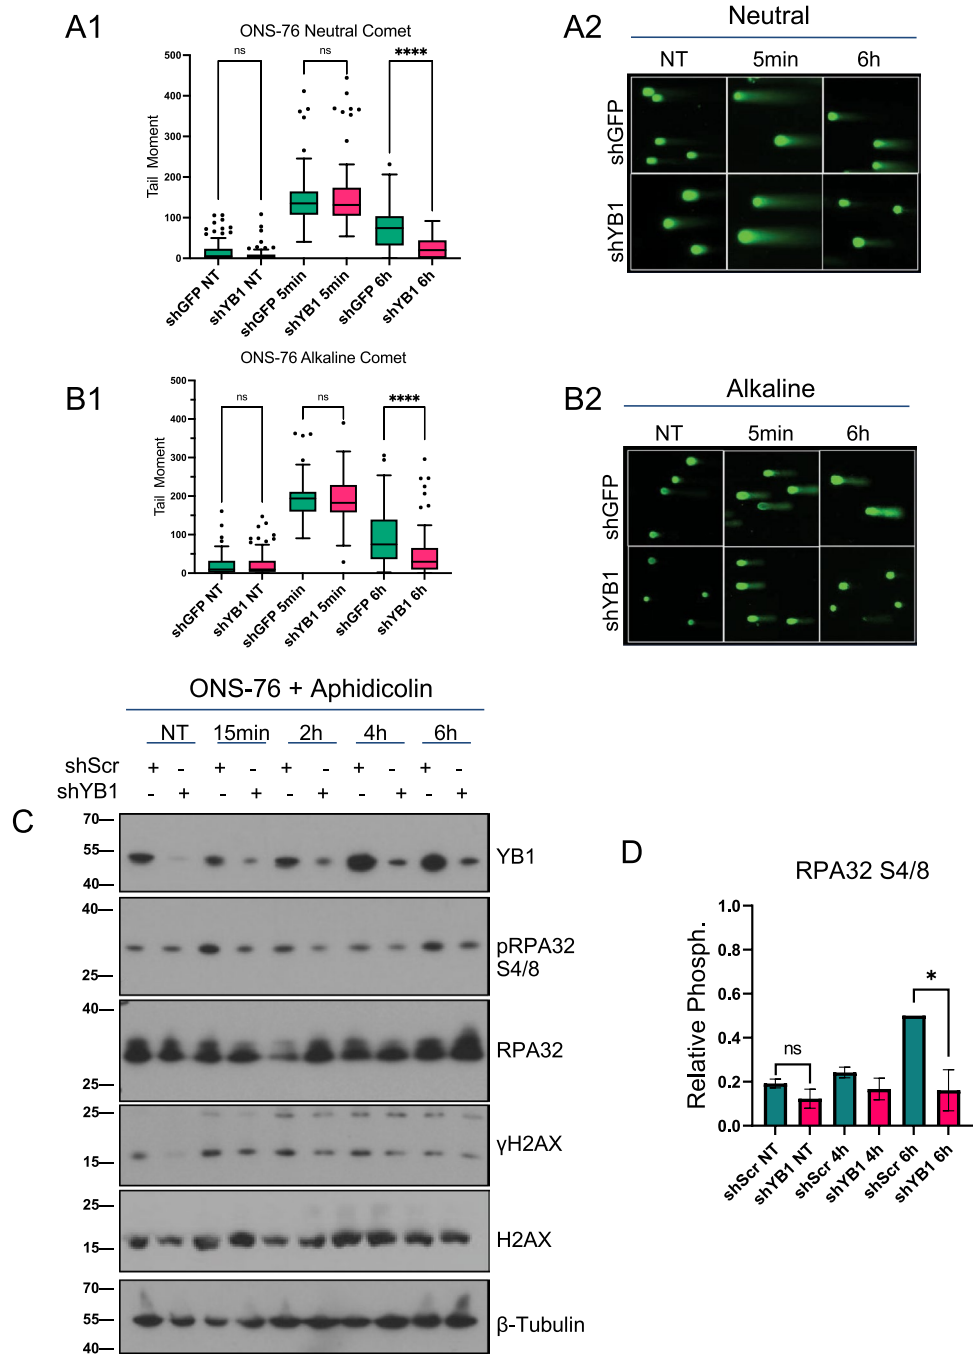 A1
ONS-76 Neutral Comet
ns
ns
****
Tail Moment
500
400
300
200
100
0
shGFP NT
shYB1 NT
shGFP 5min
shYB1 5min
shGFP 6h
shYB1 6h
A2
Neutral
NT 5min 6h
shGFP
shYB1
B1
ONS-76 Alkaline Comet
ns
ns
****
Tail Moment
500
400
300
200
100
0
shGFP NT
shYB1 NT
shGFP 5min
shYB1 5min
shGFP 6h
shYB1 6h
B2
Alkaline
NT 5min 6h
shGFP
shYB1
C
ONS-76 + Aphidicolin
NT 15min 2h 4h 6h
shScr + - + - + - + - + -
shYB1 - + - + - + - + - +
70
55
40
YB1
40
25
pRPA32
S4/8
40
25
RPA32
25
15
γH2AX
25
15
H2AX
70
55
40
β-Tubulin
D
RPA32 S4/8
Relative Phosph.
1.0
0.8
0.6
0.4
0.2
0.0
ns
*
shScr NT
shYB1 NT
shScr 4h
shYB1 4h
shScr 6h
shYB1 6h